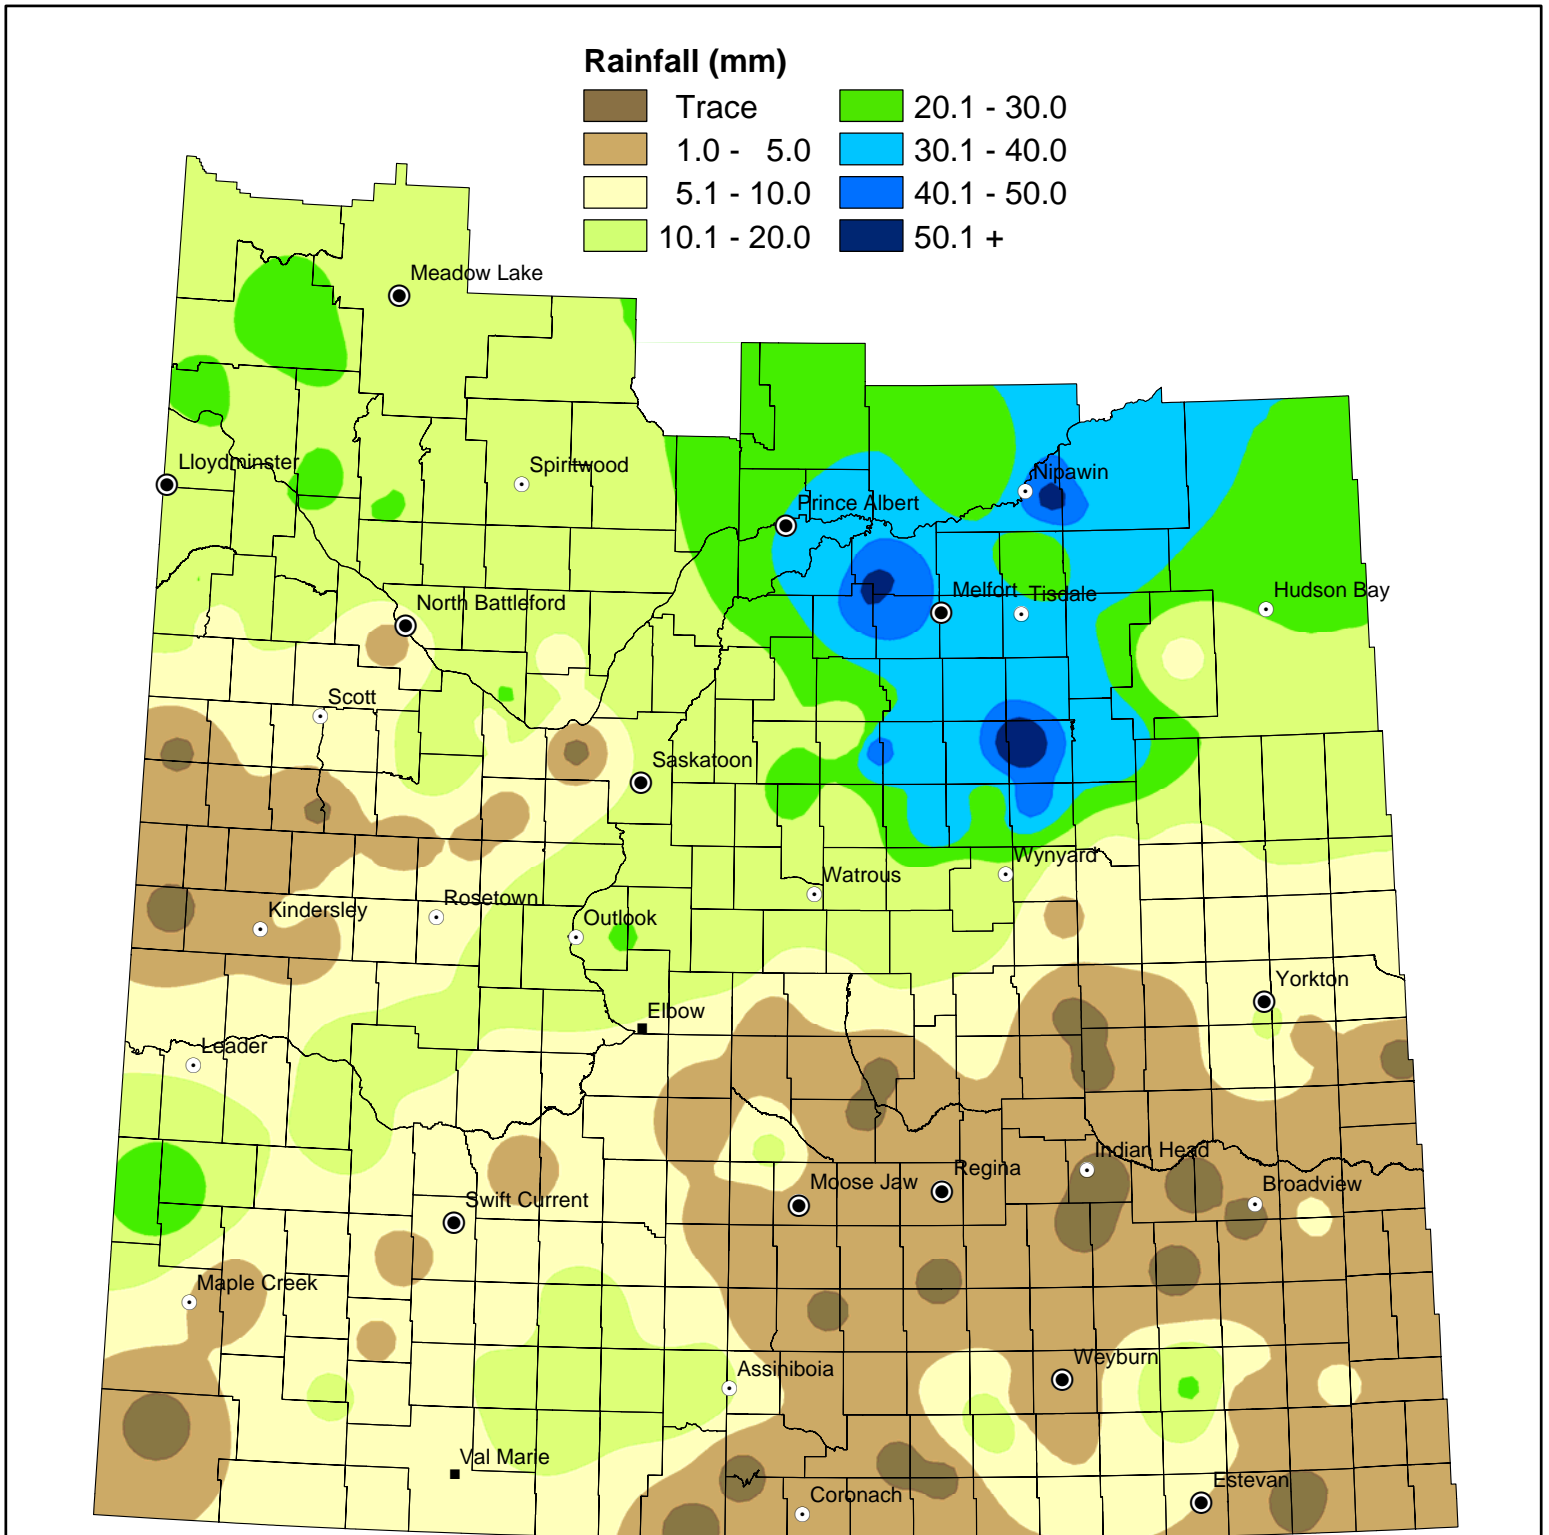 Rainfall (mm)
Trace
1.0 - 5.0
5.1 - 10.0
10.1 - 20.0
20.1 - 30.0
30.1 - 40.0
40.1 - 50.0
50.1 +
Meadow Lake
Lloydminster
Spiritwood
Nipawin
Prince Albert
North Battleford
Melfort
Tisdale
Hudson Bay
Scott
Saskatoon
Watrous
Wynyard
Kindersley
Rosetown
Outlook
Yorkton
Elbow
Leader
Indian Head
Regina
Moose Jaw
Broadview
Swift Current
Maple Creek
Assiniboia
Weyburn
Val Marie
Coronach
Estevan